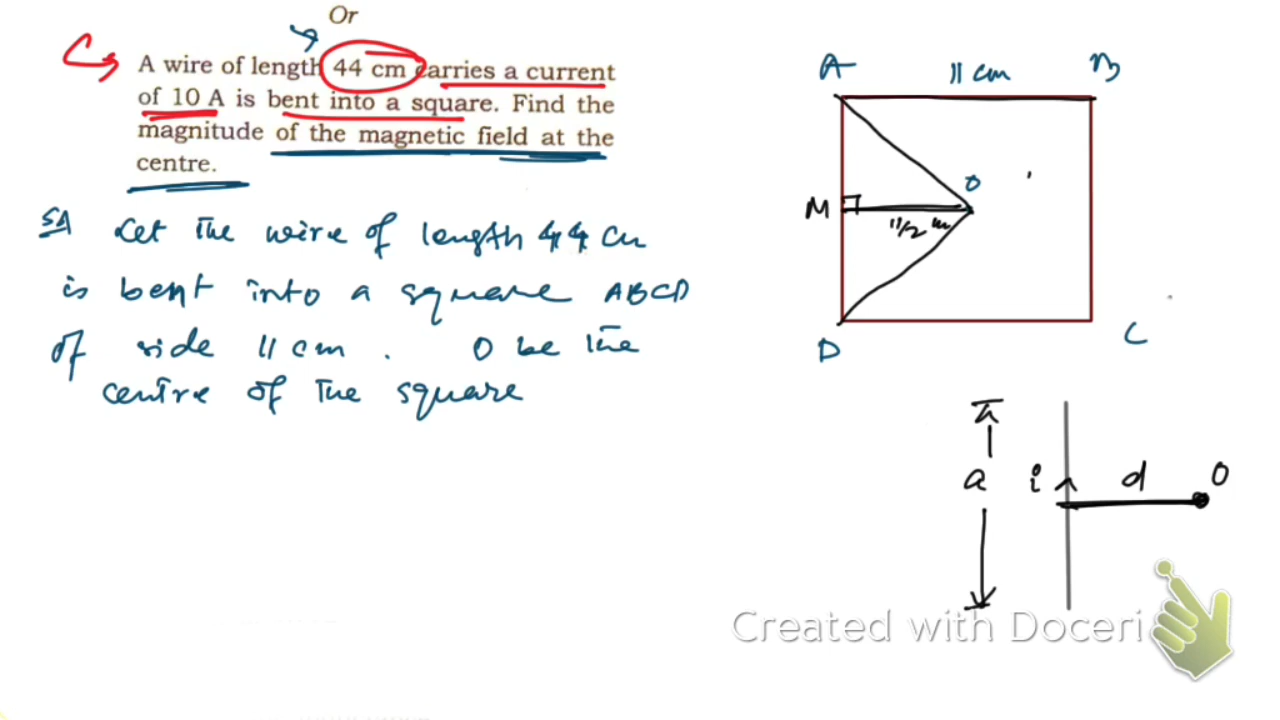 Or
A wire of length 44 cm carries a current
of 10 A is bent into a square. Find the
magnitude of the magnetic field at the
centre.
Let the wire of length 44 cm
is bent into a square ABCD
of side 11 cm . O be the
centre of the square
A 11 cm B
O
M
11/2 cm
D C
a i d O
Created with Doceri